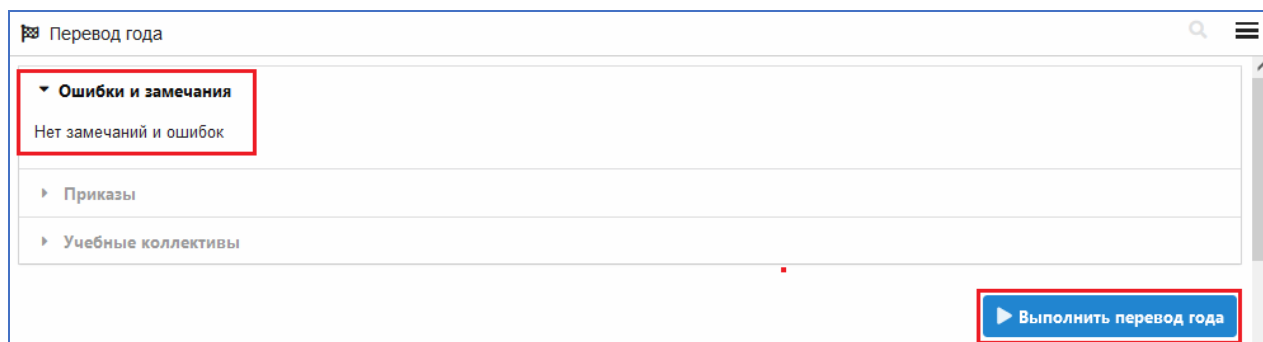 Перевод года
Ошибки и замечания
Нет замечаний и ошибок
Приказы
Учебные коллективы
Выполнить перевод года